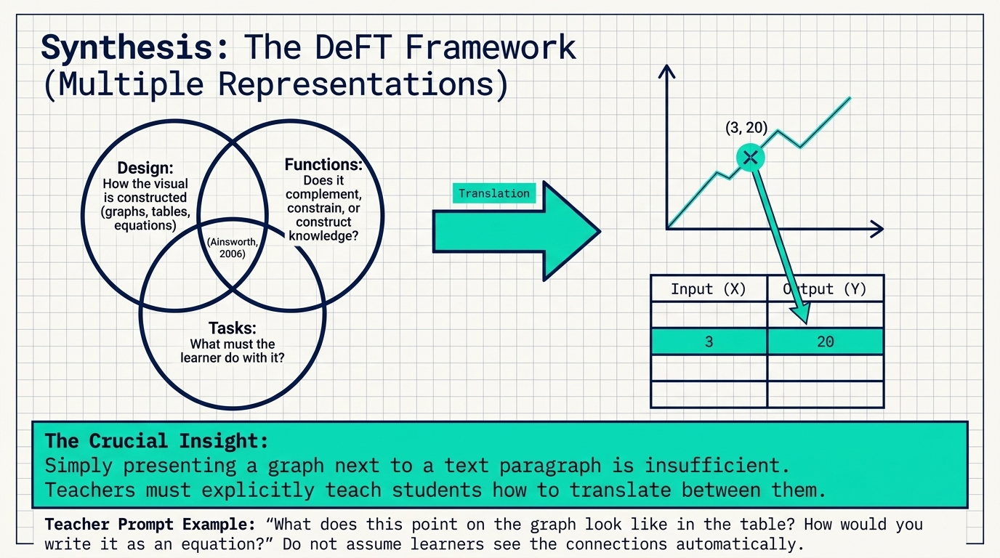 Synthesis: The DeFT Framework
(Multiple Representations)
Design:
How the visual
is constructed
(graphs, tables,
equations)
Functions:
Does it
complement,
constrain, or
construct
knowledge?
(Ainsworth,
2006)
Tasks:
What must the
learner do with it?
Translation
(3, 20)
Input (X) Output (Y)
3 20
The Crucial Insight:
Simply presenting a graph next to a text paragraph is insufficient.
Teachers must explicitly teach students how to translate between them.
Teacher Prompt Example: “What does this point on the graph look like in the table? How would you
write it as an equation?” Do not assume learners see the connections automatically.